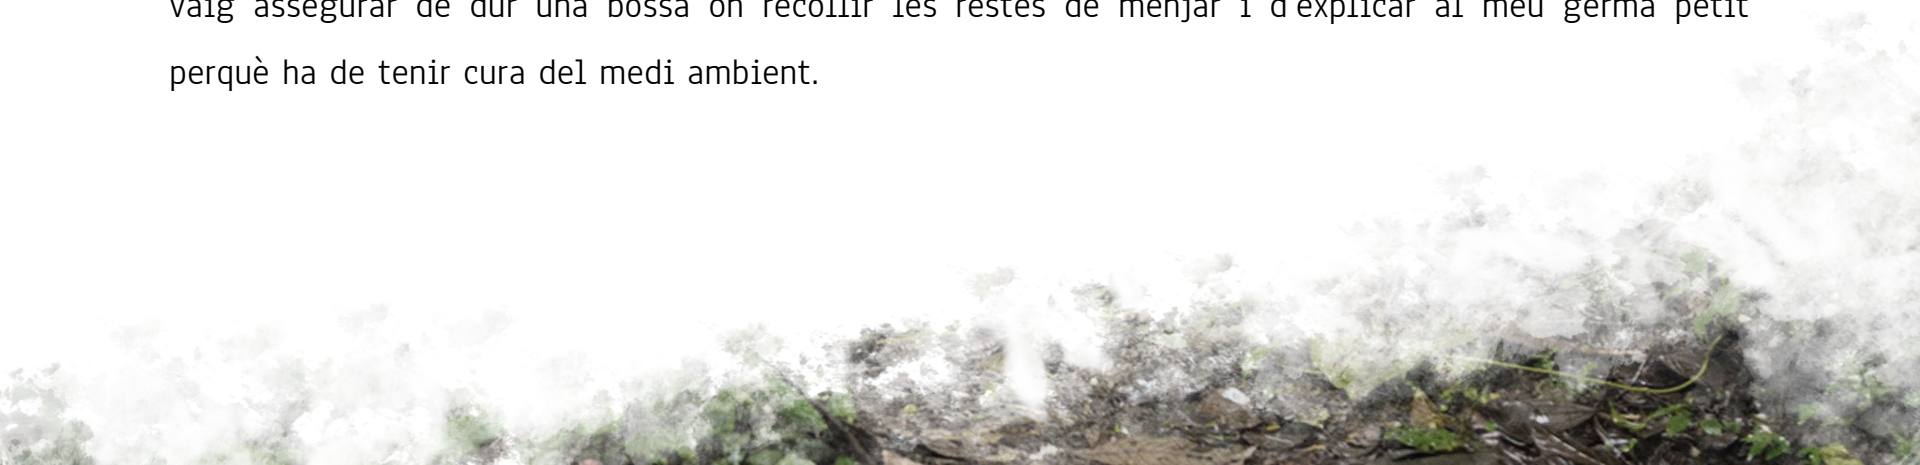 vaig assegurar de dur una bossa on recollir les restes de menjar i d'explicar al meu germà petit
perquè ha de tenir cura del medi ambient.